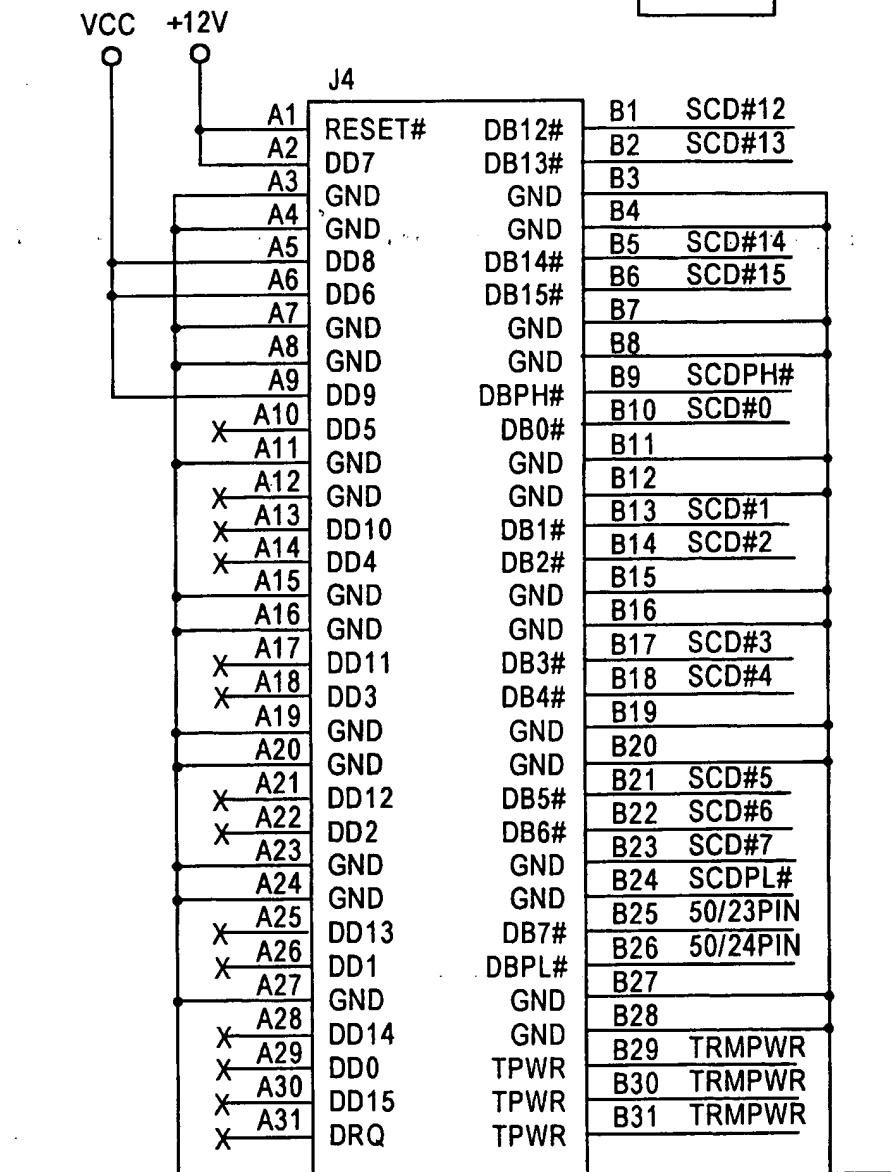 VCC +12V
J4
A1 RESET# DB12# B1 SCD#12
A2 DD7 DB13# B2 SCD#13
A3 GND GND B3
A4 GND GND B4
A5 DD8 DB14# B5 SCD#14
A6 DD6 DB15# B6 SCD#15
A7 GND GND B7
A8 GND GND B8
A9 DD9 DBPH# B9 SCDPH#
A10 DD5 DB0# B10 SCD#0
A11 GND GND B11
A12 GND GND B12
A13 DD10 DB1# B13 SCD#1
A14 DD4 DB2# B14 SCD#2
A15 GND GND B15
A16 GND GND B16
A17 DD11 DB3# B17 SCD#3
A18 DD3 DB4# B18 SCD#4
A19 GND GND B19
A20 GND GND B20
A21 DD12 DB5# B21 SCD#5
A22 DD2 DB6# B22 SCD#6
A23 GND GND B23 SCD#7
A24 GND GND B24 SCDPL#
A25 DD13 DB7# B25 50/23PIN
A26 DD1 DBPL# B26 50/24PIN
A27 GND GND B27
A28 DD14 GND B28
A29 DD0 TPWR B29 TRMPWR
A30 DD15 TPWR B30 TRMPWR
A31 DRQ TPWR B31 TRMPWR